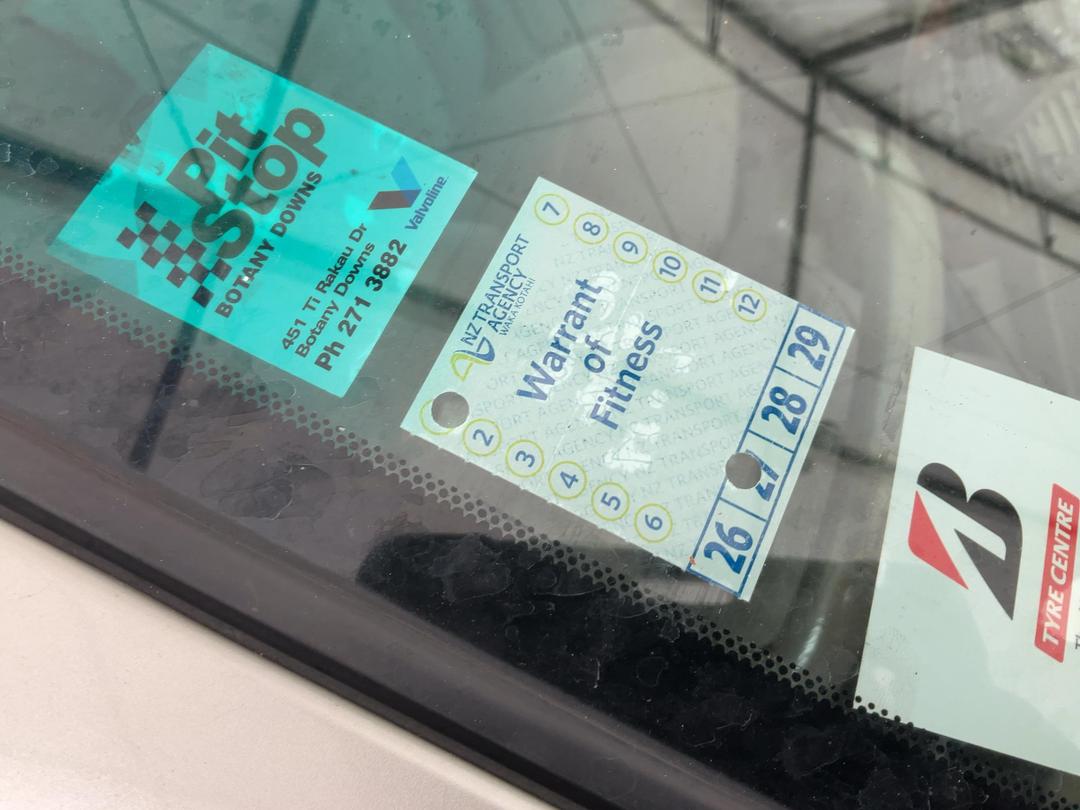 Pit
Stop
BOTANY DOWNS
451 Ti Rakau Dr
Botany Downs
Ph 271 3882
Valvoline
NZ TRANSPORT
AGENCY
WAKA KOTAHI
Warrant
of
Fitness
7 8 9 10 11 12
2 3 4 5 6
26 27 28 29
B
TYRE CENTRE